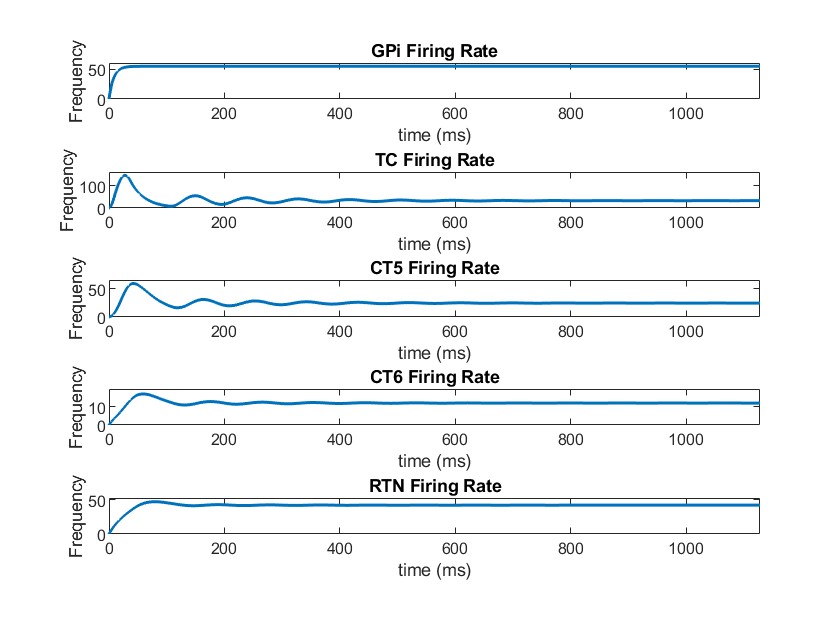 GPi Firing Rate
Frequency
50
0
0 200 400 600 800 1000
time (ms)
TC Firing Rate
Frequency
100
0
0 200 400 600 800 1000
time (ms)
CT5 Firing Rate
Frequency
50
0
0 200 400 600 800 1000
time (ms)
CT6 Firing Rate
Frequency
10
0
0 200 400 600 800 1000
time (ms)
RTN Firing Rate
Frequency
50
0
0 200 400 600 800 1000
time (ms)